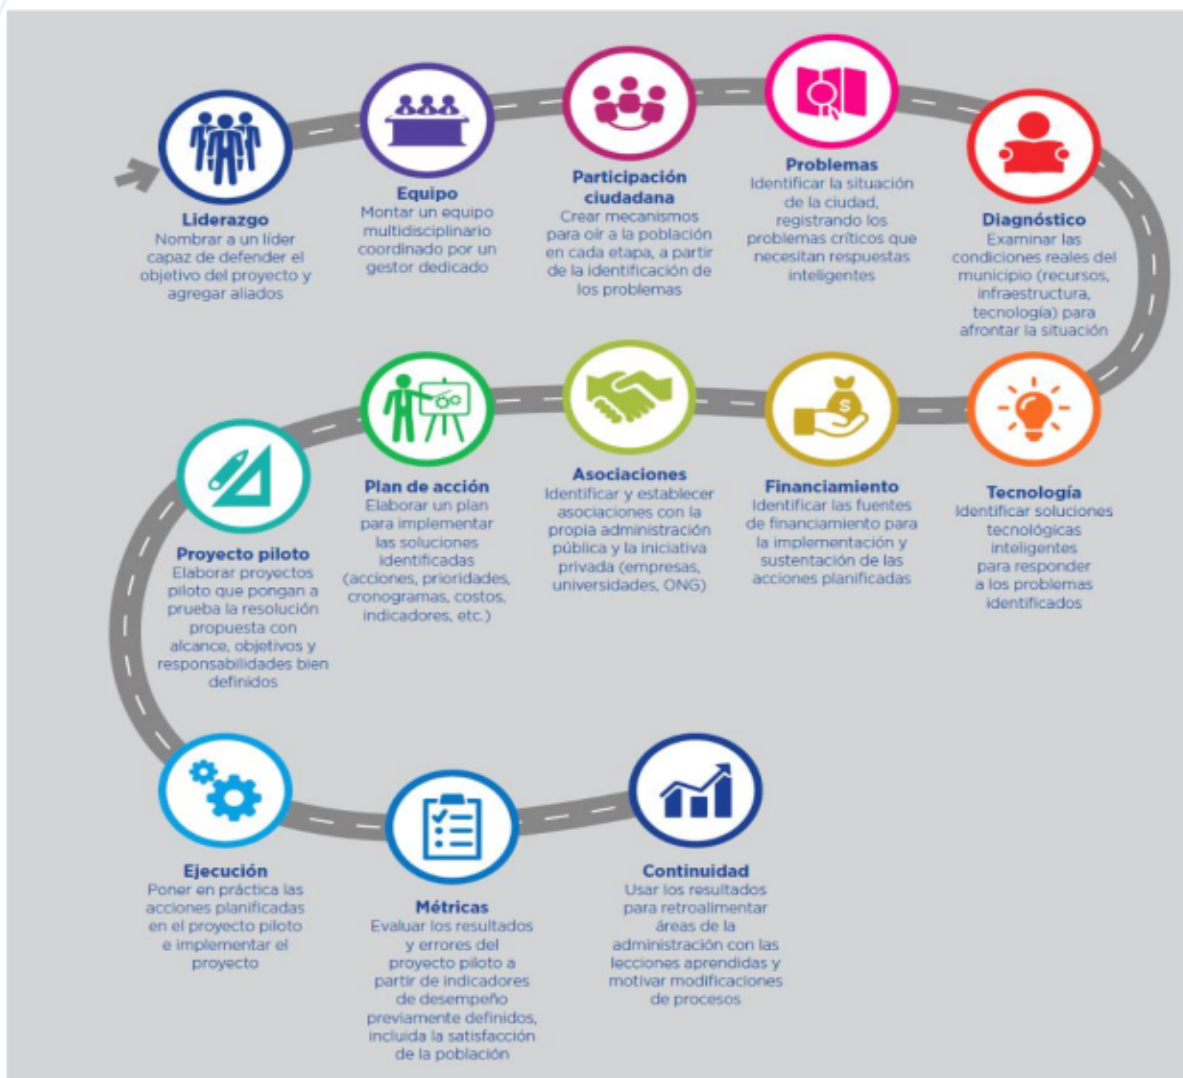 Liderazgo
Nombrar a un líder
capaz de defender el
objetivo del proyecto y
agregar aliados
Equipo
Montar un equipo
multidisciplinario
coordinado por un
gestor dedicado
Participación
ciudadana
Crear mecanismos
para oír a la población
en cada etapa, a partir
de la identificación de
los problemas
Problemas
Identificar la situación
de la ciudad,
registrando los
problemas críticos que
necesitan respuestas
inteligentes
Diagnóstico
Examinar las
condiciones reales del
municipio (recursos,
infraestructura,
tecnología) para
afrontar la situación
Tecnología
Identificar soluciones
tecnológicas
inteligentes
para responder
a los problemas
identificados
$
Financiamiento
Identificar las fuentes
de financiamiento para
la implementación y
sustentación de las
acciones planificadas
Asociaciones
Identificar y establecer
asociaciones con la
propia administración
pública y la iniciativa
privada (empresas,
universidades, ONG)
Plan de acción
Elaborar un plan
para implementar
las soluciones
identificadas
(acciones, prioridades,
cronogramas, costos,
indicadores, etc.)
Proyecto piloto
Elaborar proyectos
piloto que pongan a
prueba la resolución
propuesta con
alcance, objetivos y
responsabilidades bien
definidos
Ejecución
Poner en práctica las
acciones planificadas
en el proyecto piloto
e implementar el
proyecto
Métricas
Evaluar los resultados
y errores del
proyecto piloto a
partir de indicadores
de desempeño
previamente definidos,
incluida la satisfacción
de la población
Continuidad
Usar los resultados
para retroalimentar
áreas de la
administración con las
lecciones aprendidas y
motivar modificaciones
de procesos